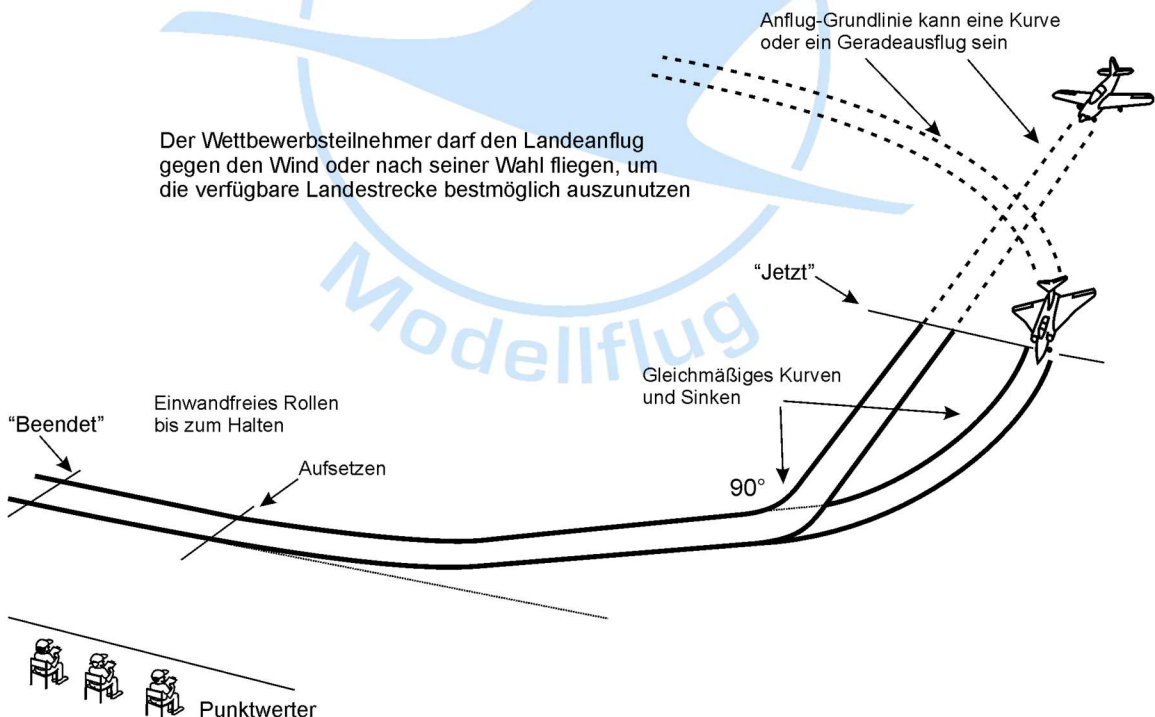 Anflug-Grundlinie kann eine Kurve
oder ein Geradeausflug sein
Der Wettbewerbsteilnehmer darf den Landeanflug
gegen den Wind oder nach seiner Wahl fliegen, um
die verfügbare Landestrecke bestmöglich auszunutzen
Modellflug
“Jetzt”
Gleichmäßiges Kurven
und Sinken
90°
Einwandfreies Rollen
bis zum Halten
“Beendet”
Aufsetzen
Punktwerter